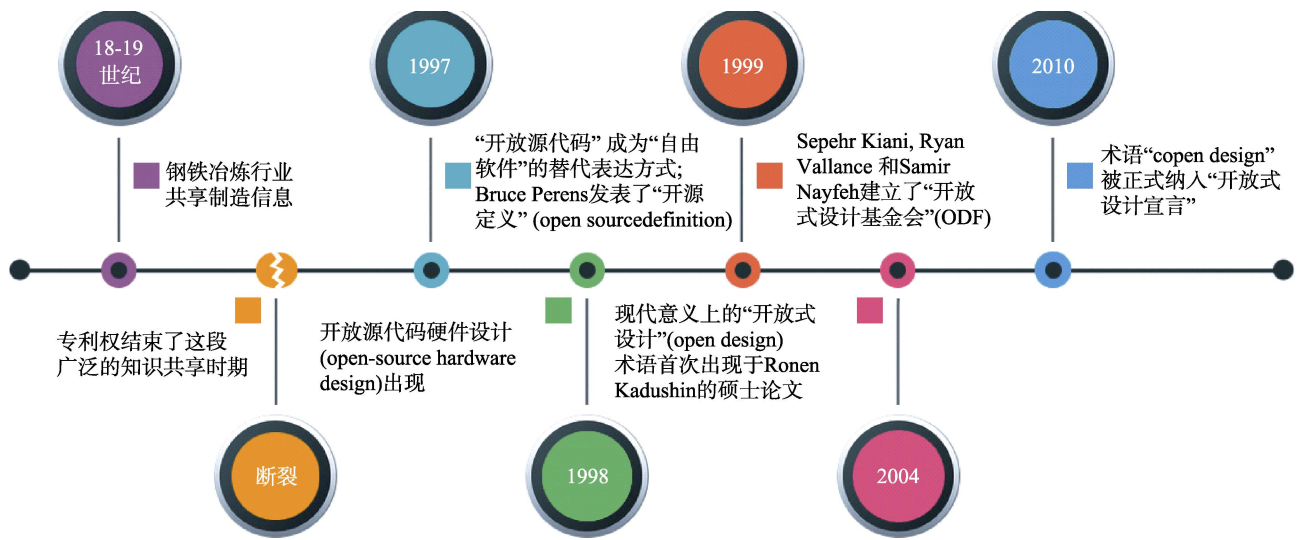 18-19
世纪
钢铁冶炼行业
共享制造信息
断裂
专利权结束了这段
广泛的知识共享时期
1997
“开放源代码” 成为“自由
软件”的替代表达方式;
Bruce Perens发表了“开源
定义” (open sourcedefinition)
1998
开放源代码硬件设计
(open-source hardware
design)出现
1999
Sepehr Kiani, Ryan
Vallance 和Samir
Nayfeh建立了“开放
式设计基金会”(ODF)
2004
现代意义上的“开放式
设计”(open design)
术语首次出现于Ronen
Kadushin的硕士论文
2010
术语“copen design”
被正式纳入“开放式
设计宣言”